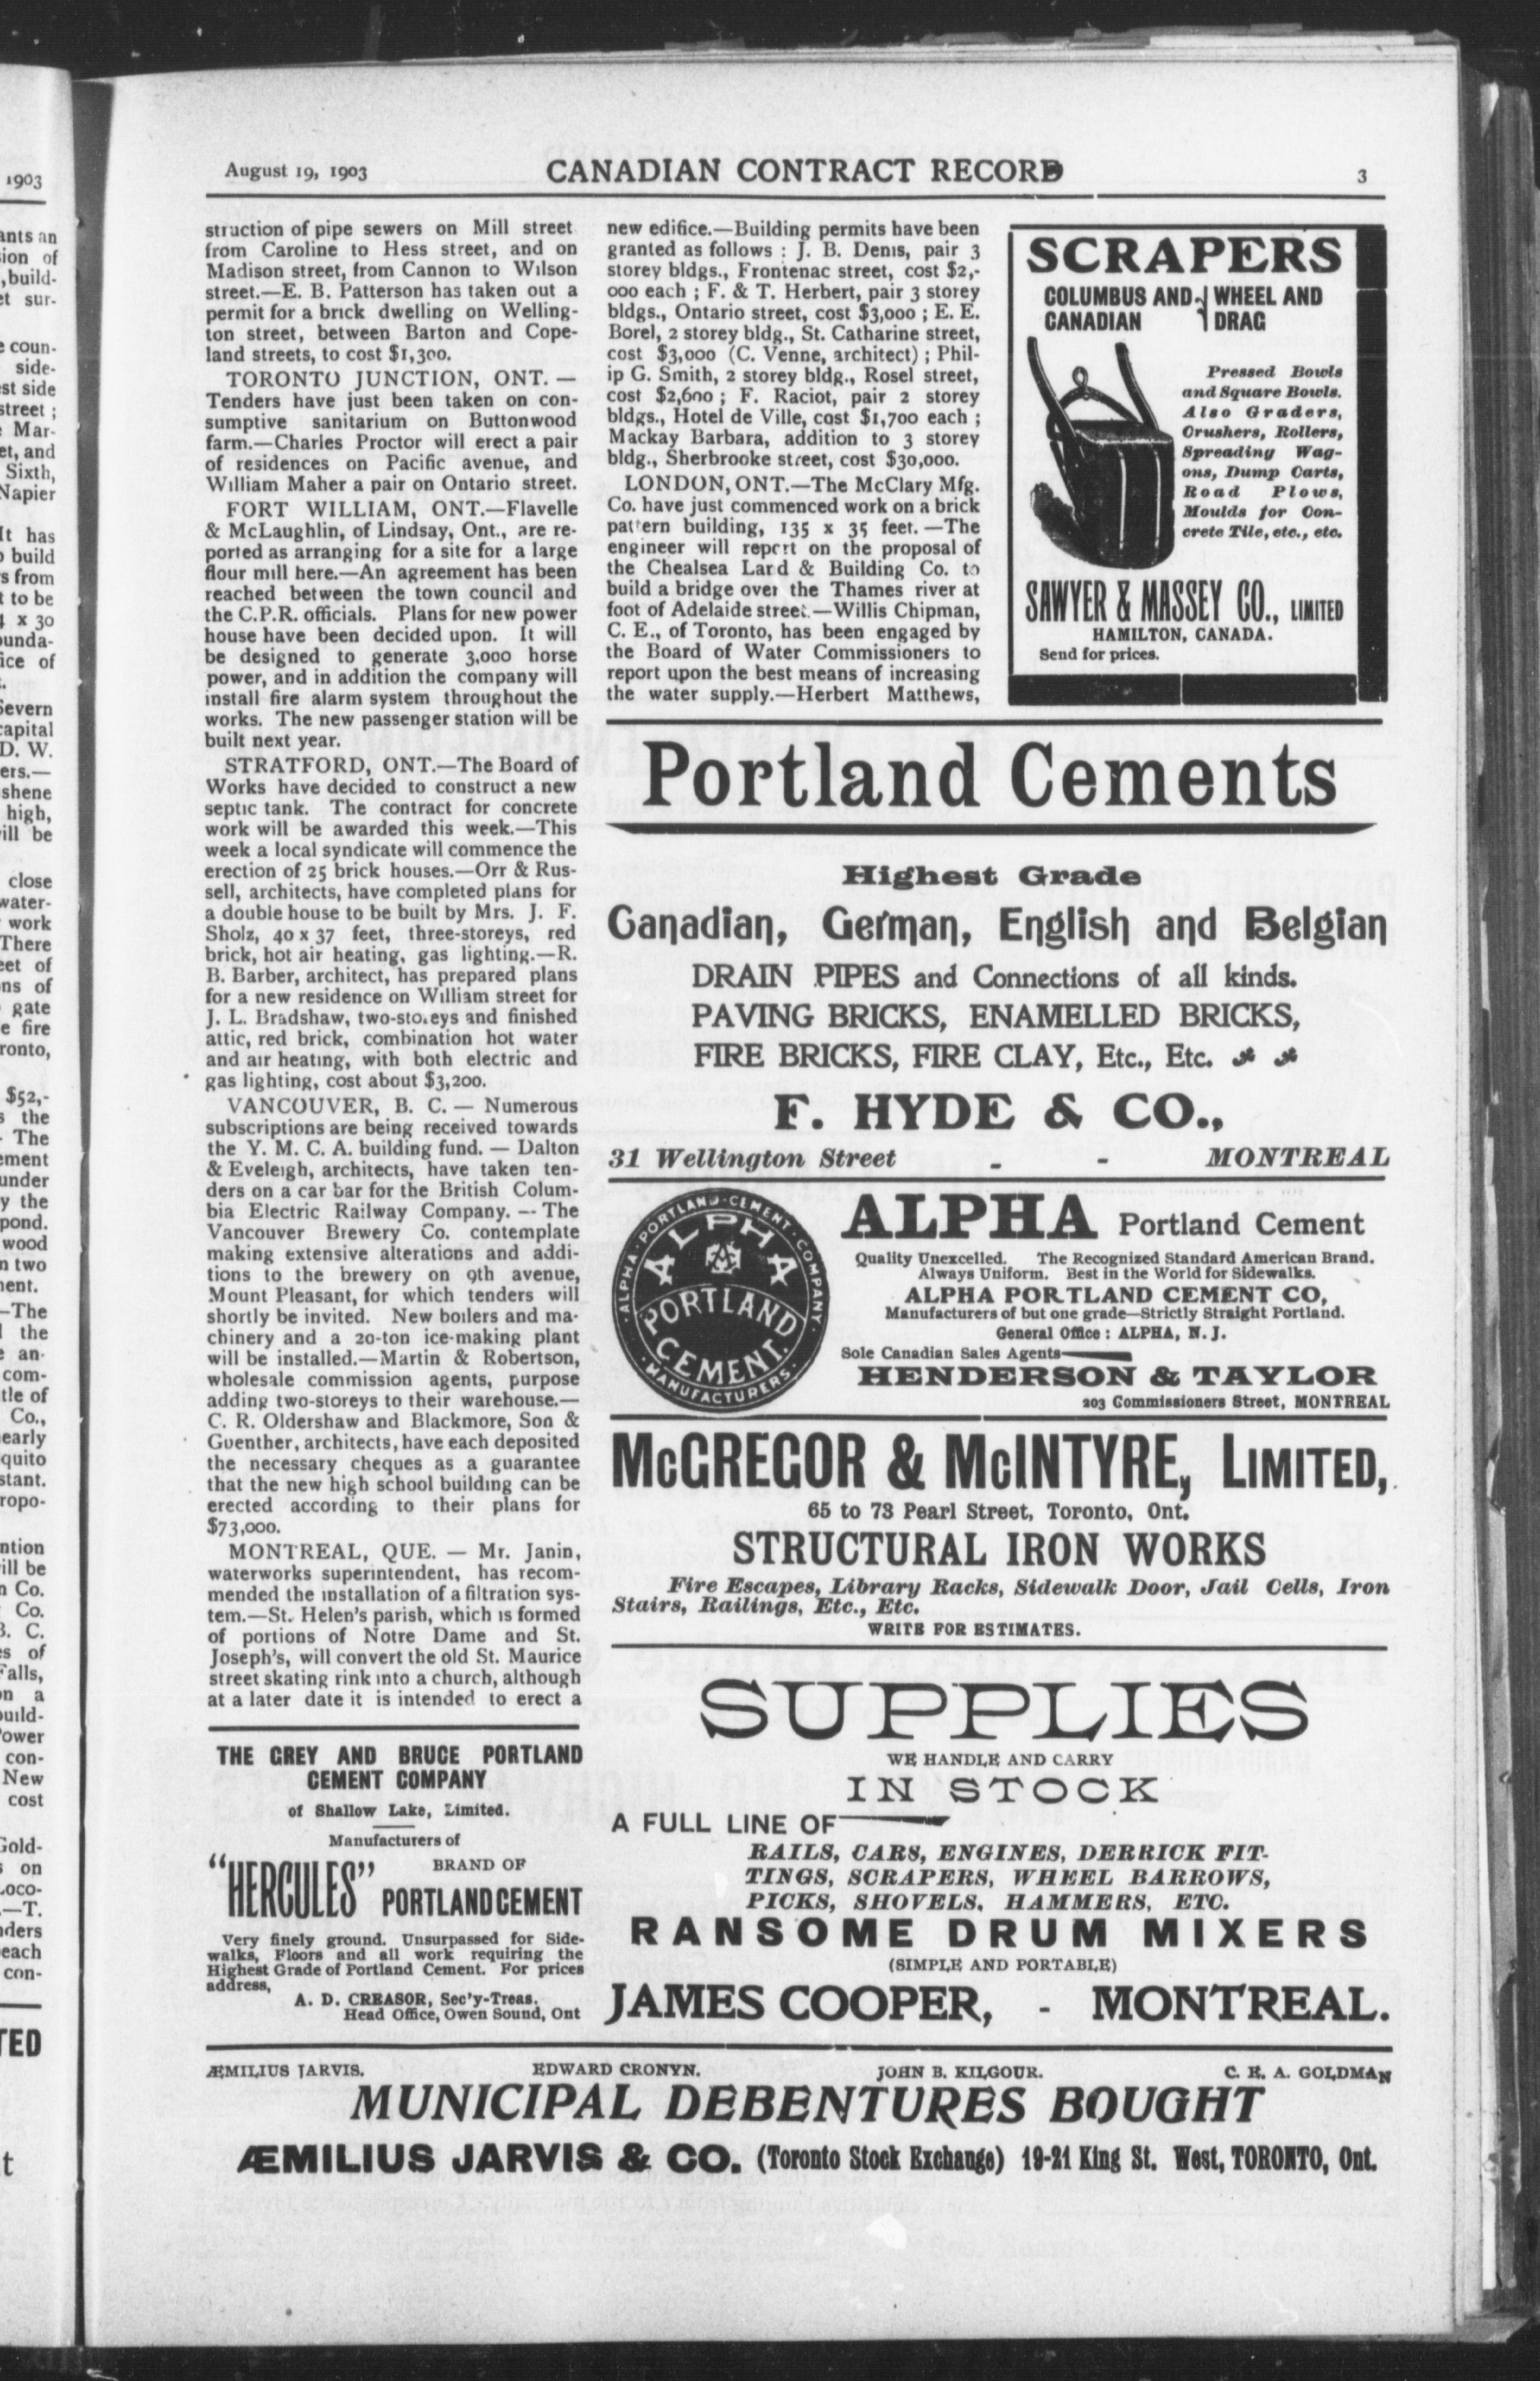 August 19, 1903
CANADIAN CONTRACT RECORD
3
struction of pipe sewers on Mill street
from Caroline to Hess street, and on
Madison street, from Cannon to Wilson
street.—E. B. Patterson has taken out a
permit for a brick dwelling on Welling-
ton street, between Barton and Cope-
land streets, to cost $1,300.
TORONTO JUNCTION, ONT. —
Tenders have just been taken on con-
sumptive sanitarium on Buttonwood
farm.—Charles Proctor will erect a pair
of residences on Pacific avenue, and
William Maher a pair on Ontario street.
FORT WILLIAM, ONT.—Flavelle
& McLaughlin, of Lindsay, Ont., are re-
ported as arranging for a site for a large
flour mill here.—An agreement has been
reached between the town council and
the C.P.R. officials. Plans for new power
house have been decided upon. It will
be designed to generate 3,000 horse
power, and in addition the company will
install fire alarm system throughout the
works. The new passenger station will be
built next year.
STRATFORD, ONT.—The Board of
Works have decided to construct a new
septic tank. The contract for concrete
work will be awarded this week.—This
week a local syndicate will commence the
erection of 25 brick houses.—Orr & Rus-
sell, architects, have completed plans for
a double house to be built by Mrs. J. F.
Sholz, 40 x 37 feet, three-storeys, red
brick, hot air heating, gas lighting.—R.
B. Barber, architect, has prepared plans
for a new residence on William street for
J. L. Bradshaw, two-storeys and finished
attic, red brick, combination hot water
and air heating, with both electric and
gas lighting, cost about $3,200.
VANCOUVER, B. C. — Numerous
subscriptions are being received towards
the Y. M. C. A. building fund. — Dalton
& Eveleigh, architects, have taken ten-
ders on a car bar for the British Colum-
bia Electric Railway Company. — The
Vancouver Brewery Co. contemplate
making extensive alterations and addi-
tions to the brewery on 9th avenue,
Mount Pleasant, for which tenders will
shortly be invited. New boilers and ma-
chinery and a 20-ton ice-making plant
will be installed.—Martin & Robertson,
wholesale commission agents, purpose
adding two-storeys to their warehouse.—
C. R. Oldershaw and Blackmore, Son &
Guenther, architects, have each deposited
the necessary cheques as a guarantee
that the new high school building can be
erected according to their plans for
$73,000.
MONTREAL, QUE. — Mr. Janin,
waterworks superintendent, has recom-
mended the installation of a filtration sys-
tem.—St. Helen's parish, which is formed
of portions of Notre Dame and St.
Joseph's, will convert the old St. Maurice
street skating rink into a church, although
at a later date it is intended to erect a
new edifice.—Building permits have been
granted as follows : J. B. Denis, pair 3
storey bldgs., Frontenac street, cost $2,-
000 each ; F. & T. Herbert, pair 3 storey
bldgs., Ontario street, cost $3,000 ; E. E.
Borel, 2 storey bldg., St. Catharine street,
cost $3,000 (C. Venne, architect) ; Phil-
ip G. Smith, 2 storey bldg., Rosel street,
cost $2,600 ; F. Raciot, pair 2 storey
bldgs., Hotel de Ville, cost $1,700 each ;
Mackay Barbara, addition to 3 storey
bldg., Sherbrooke street, cost $30,000.
LONDON, ONT.—The McClary Mfg.
Co. have just commenced work on a brick
pattern building, 135 x 35 feet. —The
engineer will report on the proposal of
the Chealsea Lard & Building Co. to
build a bridge over the Thames river at
foot of Adelaide street.—Willis Chipman,
C. E., of Toronto, has been engaged by
the Board of Water Commissioners to
report upon the best means of increasing
the water supply.—Herbert Matthews,
SCRAPERS
COLUMBUS AND CANADIAN } WHEEL AND DRAG
Pressed Bowls
and Square Bowls.
Also Graders,
Crushers, Rollers,
Spreading Wag-
ons, Dump Carts,
Road Plows,
Moulds for Con-
crete Tile, etc., etc.
SAWYER & MASSEY CO., LIMITED
HAMILTON, CANADA.
Send for prices.
Portland Cements
Highest Grade
Canadian, German, English and Belgian
DRAIN PIPES and Connections of all kinds.
PAVING BRICKS, ENAMELLED BRICKS,
FIRE BRICKS, FIRE CLAY, Etc., Etc.
F. HYDE & CO.,
31 Wellington Street - - MONTREAL
ALPHA PORTLAND CEMENT COMPANY
ALPHA
PORTLAND
CEMENT.
MANUFACTURERS.
ALPHA Portland Cement
Quality Unexcelled. The Recognized Standard American Brand.
Always Uniform. Best in the World for Sidewalks.
ALPHA PORTLAND CEMENT CO,
Manufacturers of but one grade—Strictly Straight Portland.
General Office : ALPHA, N. J.
Sole Canadian Sales Agents
HENDERSON & TAYLOR
203 Commissioners Street, MONTREAL
McGREGOR & McINTYRE, LIMITED,
65 to 73 Pearl Street, Toronto, Ont.
STRUCTURAL IRON WORKS
Fire Escapes, Library Racks, Sidewalk Door, Jail Cells, Iron
Stairs, Railings, Etc., Etc.
WRITE FOR ESTIMATES.
SUPPLIES
WE HANDLE AND CARRY
IN STOCK
A FULL LINE OF
RAILS, CARS, ENGINES, DERRICK FIT-
TINGS, SCRAPERS, WHEEL BARROWS,
PICKS, SHOVELS, HAMMERS, ETC.
RANSOME DRUM MIXERS
(SIMPLE AND PORTABLE)
JAMES COOPER, - MONTREAL.
THE GREY AND BRUCE PORTLAND
CEMENT COMPANY
of Shallow Lake, Limited.
Manufacturers of
"HERCULES" BRAND OF
PORTLAND CEMENT
Very finely ground. Unsurpassed for Side-
walks, Floors and all work requiring the
Highest Grade of Portland Cement. For prices
address,
A. D. CREASOR, Sec'y-Treas.
Head Office, Owen Sound, Ont
ÆMILIUS JARVIS. EDWARD CRONYN. JOHN B. KILGOUR. C. E. A. GOLDMAN
MUNICIPAL DEBENTURES BOUGHT
ÆMILIUS JARVIS & CO. (Toronto Stock Exchange) 19-21 King St. West, TORONTO, Ont.